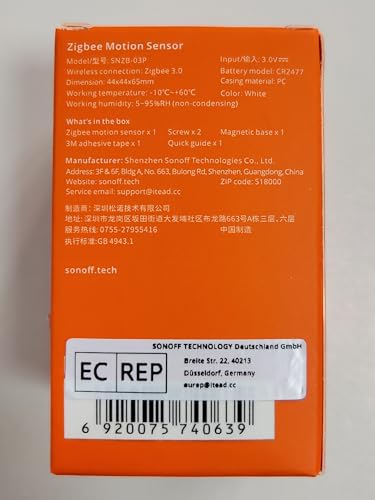 Zigbee Motion Sensor
Model/型号: SNZB-03P
Input/输入: 3.0V⎓
Wireless connection: Zigbee 3.0
Battery model: CR2477
Dimension: 44x44x65mm
Casing material: PC
Working temperature: -10℃~+60℃
Color: White
Working humidity: 5~95%RH (non-condensing)
What's in the box
Zigbee motion sensor x 1
Screw x 2
Magnetic base x 1
3M adhesive tape x 1
Quick guide x 1
Manufacturer: Shenzhen Sonoff Technologies Co., Ltd.
Address: 3F & 6F, Bldg A, No. 663, Bulong Rd, Shenzhen, Guangdong, China
Website: sonoff.tech
ZIP code: 518000
Service email: support@itead.cc
制造商：深圳松诺技术有限公司
地址：深圳市龙岗区坂田街道大发埔社区布龙路663号A栋三层、六层
服务电话: 0755-27955416
中国制造
执行标准:GB 4943.1
sonoff.tech
SONOFF TECHNOLOGY Deutschland GmbH
EC REP
Breite Str. 22, 40213
Düsseldorf, Germany
eurep@itead.cc
6 920075 740639